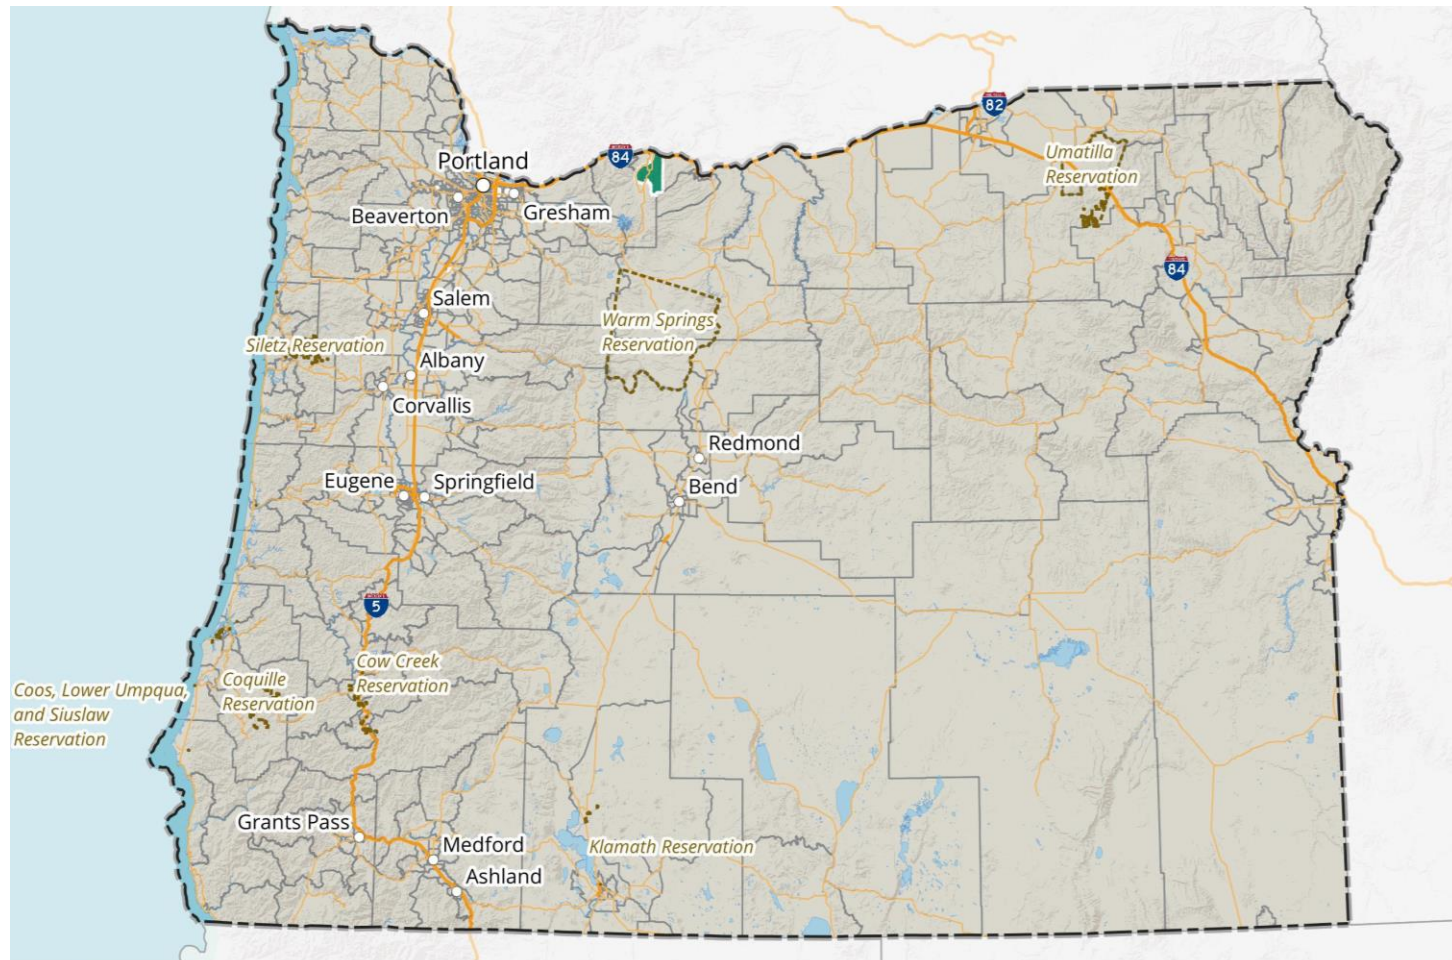 82
84
Portland
Umatilla
Reservation
Beaverton
Gresham
84
Salem
Warm Springs
Reservation
Siletz Reservation
Albany
Corvallis
Redmond
Eugene
Springfield
Bend
5
Cow Creek
Reservation
Coquille
Reservation
Coos, Lower Umpqua,
and Siuslaw
Reservation
Grants Pass
Medford
Klamath Reservation
Ashland